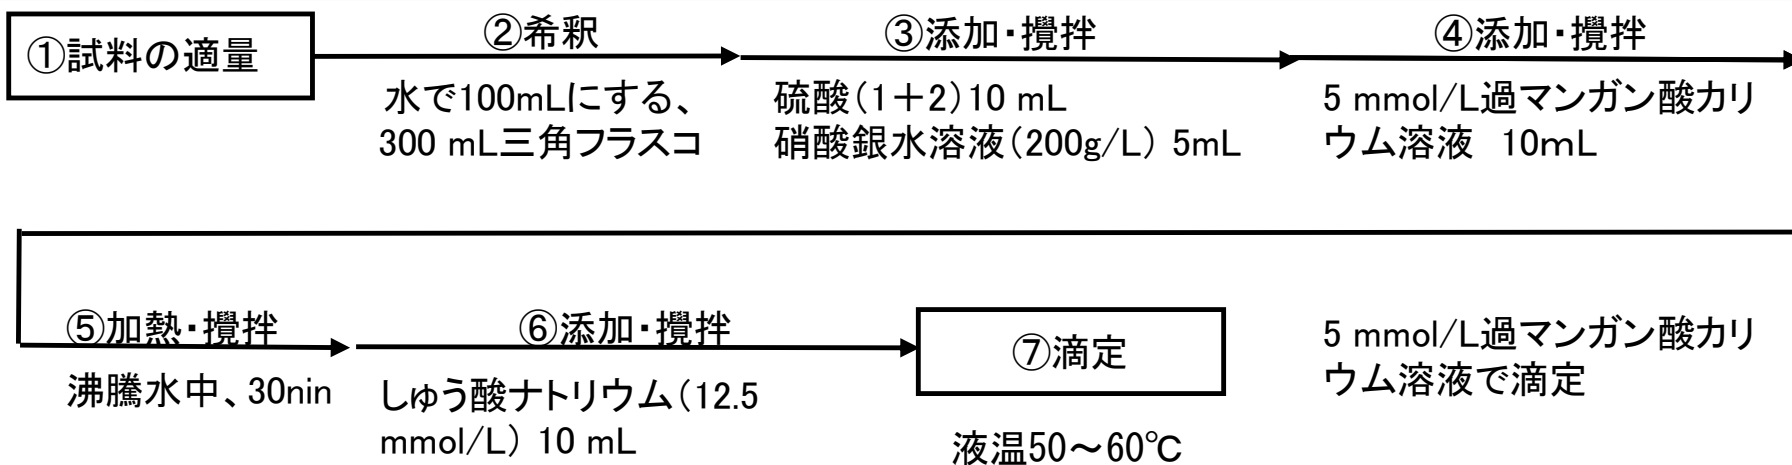 ①試料の適量
②希釈
水で100mLにする、
300 mL三角フラスコ
③添加・攪拌
硫酸(1+2)10 mL
硝酸銀水溶液(200g/L) 5mL
④添加・攪拌
5 mmol/L過マンガン酸カリ
ウム溶液 10mL
⑤加熱・攪拌
沸騰水中、30nin
⑥添加・攪拌
しゅう酸ナトリウム(12.5
mmol/L) 10 mL
⑦滴定
液温50~60℃
5 mmol/L過マンガン酸カリ
ウム溶液で滴定